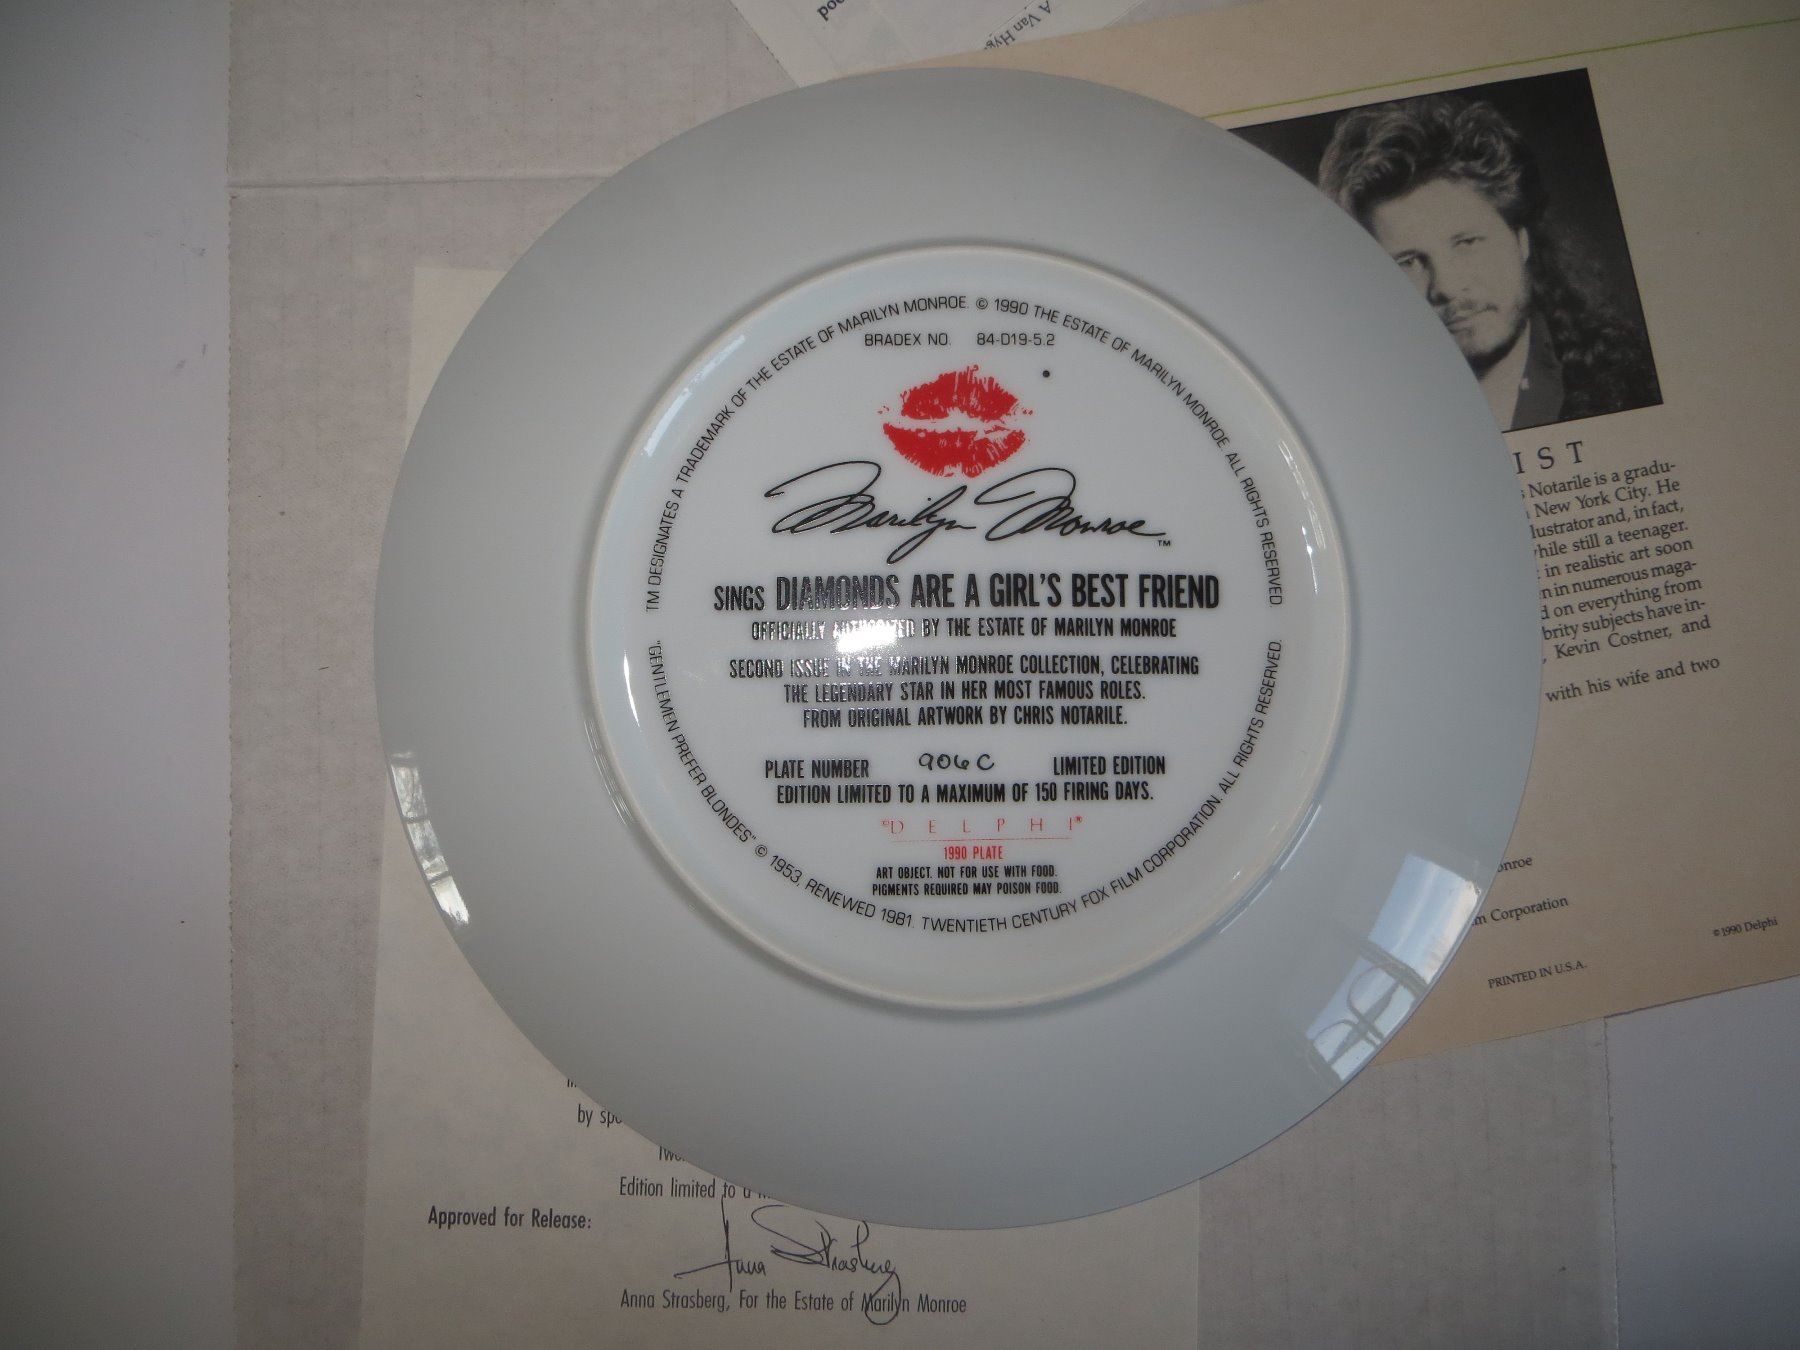 TM DESIGNATES A TRADEMARK OF THE ESTATE OF MARILYN MONROE. © 1990 THE ESTATE OF MARILYN MONROE. ALL RIGHTS RESERVED.
BRADEX NO. 84-D19-5.2
Marilyn Monroe™
SINGS DIAMONDS ARE A GIRL'S BEST FRIEND
OFFICIALLY AUTHORIZED BY THE ESTATE OF MARILYN MONROE
SECOND ISSUE IN THE MARILYN MONROE COLLECTION, CELEBRATING
THE LEGENDARY STAR IN HER MOST FAMOUS ROLES.
FROM ORIGINAL ARTWORK BY CHRIS NOTARILE.
PLATE NUMBER 906C LIMITED EDITION
EDITION LIMITED TO A MAXIMUM OF 150 FIRING DAYS.
DELPHI
1990 PLATE
ART OBJECT. NOT FOR USE WITH FOOD.
PIGMENTS REQUIRED MAY POISON FOOD.
"GENTLEMEN PREFER BLONDES" © 1953, RENEWED 1981. TWENTIETH CENTURY FOX FILM CORPORATION. ALL RIGHTS RESERVED.
A Van Hyg
IST
Notarile is a gradu-
New York City. He
lustrator and, in fact,
while still a teenager.
in realistic art soon
n in numerous maga-
d on everything from
brity subjects have in-
, Kevin Costner, and
with his wife and two
onroe
m Corporation
© 1990 Delphi
PRINTED IN U.S.A.
by spe
Edition limited to a
Approved for Release:
Anna Strasberg
Anna Strasberg, For the Estate of Marilyn Monroe